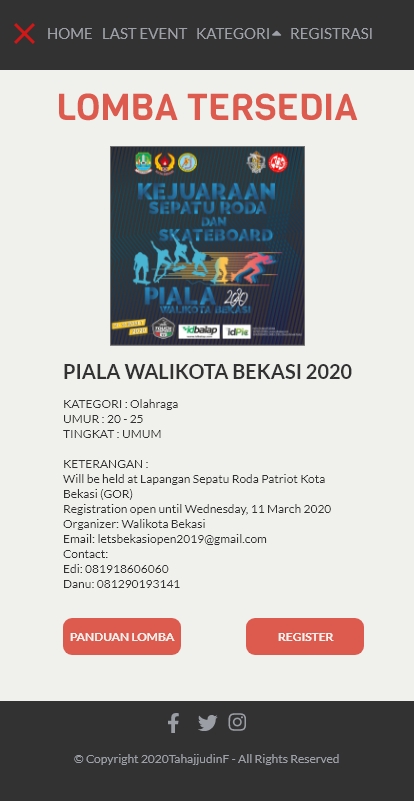 HOME LAST EVENT KATEGORI REGISTRASI
LOMBA TERSEDIA
KEJUARAAN
SEPATU RODA
DAN
SKATEBOARD
PIALA 2020
WALIKOTA BEKASI
idbalap
idPic
PIALA WALIKOTA BEKASI 2020
KATEGORI : Olahraga
UMUR : 20 - 25
TINGKAT : UMUM
KETERANGAN :
Will be held at Lapangan Sepatu Roda Patriot Kota
Bekasi (GOR)
Registration open until Wednesday, 11 March 2020
Organizer: Walikota Bekasi
Email: letsbekasiopen2019@gmail.com
Contact:
Edi: 081918606060
Danu: 081290193141
PANDUAN LOMBA REGISTER
© Copyright 2020TahajjudinF - All Rights Reserved